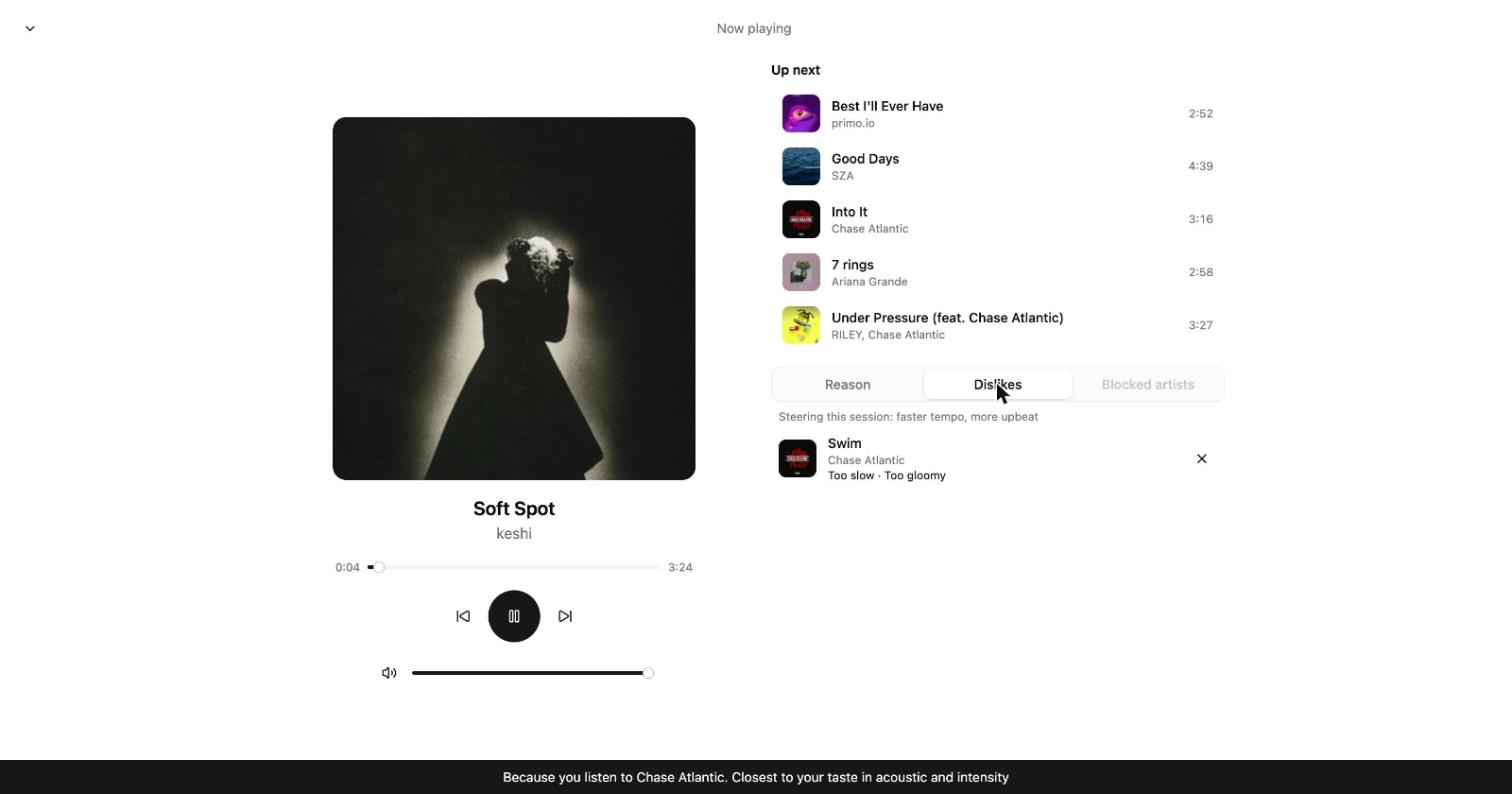 Now playing
Up next
Best I'll Ever Have
primo.io
2:52
Good Days
SZA
4:39
Into It
Chase Atlantic
3:16
7 rings
Ariana Grande
2:58
Under Pressure (feat. Chase Atlantic)
RILEY, Chase Atlantic
3:27
Reason
Dislikes
Blocked artists
Steering this session: faster tempo, more upbeat
Swim
Chase Atlantic
Too slow · Too gloomy
Soft Spot
keshi
0:04
3:24
Because you listen to Chase Atlantic. Closest to your taste in acoustic and intensity